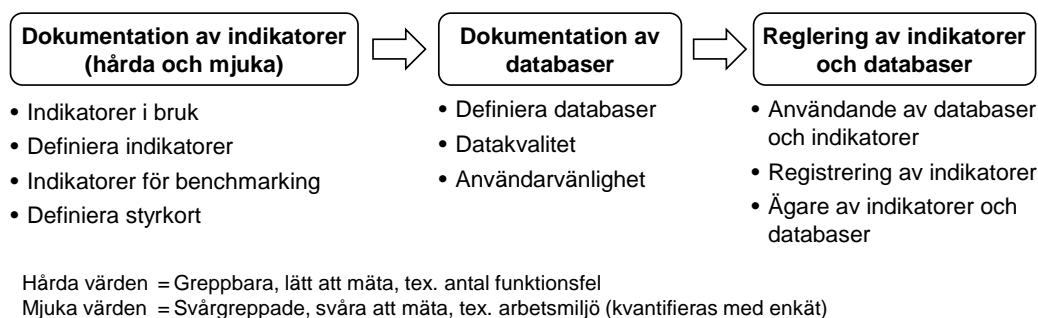 Dokumentation av indikatorer
(hårda och mjuka)
• Indikatorer i bruk
• Definiera indikatorer
• Indikatorer för benchmarking
• Definiera styrkort
Dokumentation av
databaser
• Definiera databaser
• Datakvalitet
• Användarvänlighet
Reglering av indikatorer
och databaser
• Användande av databaser
och indikatorer
• Registrering av indikatorer
• Ägare av indikatorer och
databaser
Hårda värden = Greppbara, lätt att mäta, tex. antal funktionsfel
Mjuka värden = Svårgreppade, svåra att mäta, tex. arbetsmiljö (kvantifieras med enkät)